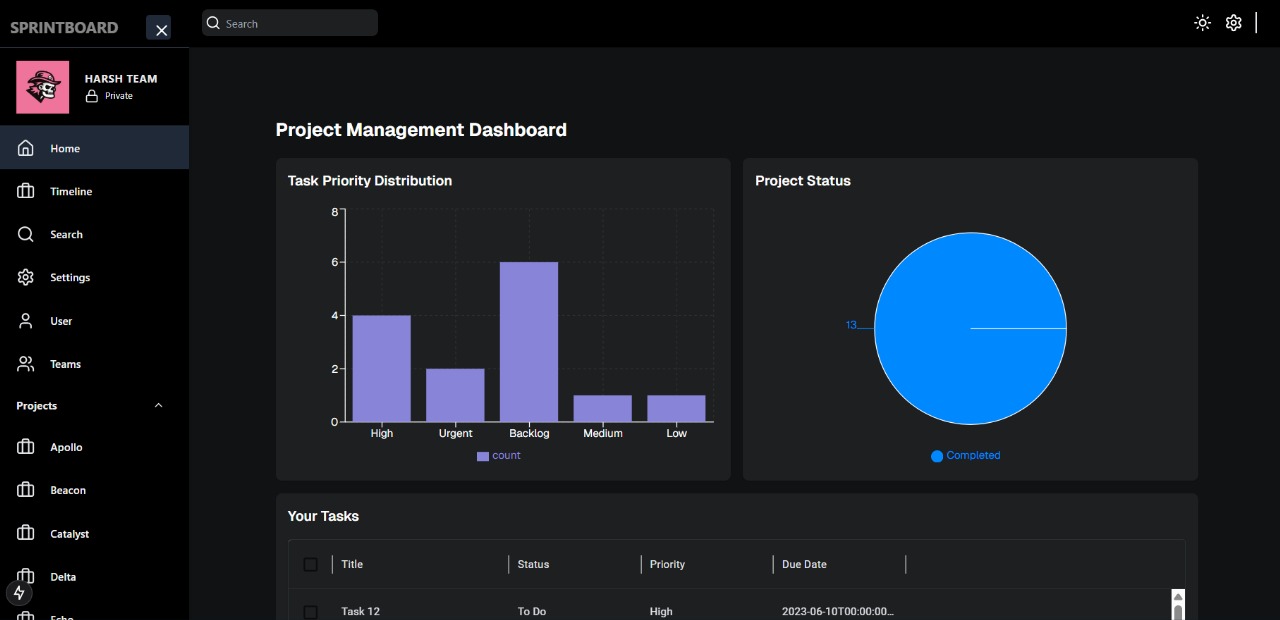 SPRINTBOARD
Search
HARSH TEAM
Private
Home
Timeline
Search
Settings
User
Teams
Projects
Apollo
Beacon
Catalyst
Delta
Echo
Project Management Dashboard
Task Priority Distribution
8
6
4
2
0
High Urgent Backlog Medium Low
count
Project Status
13
Completed
Your Tasks
Title Status Priority Due Date
Task 12 To Do High 2023-06-10T00:00:00...